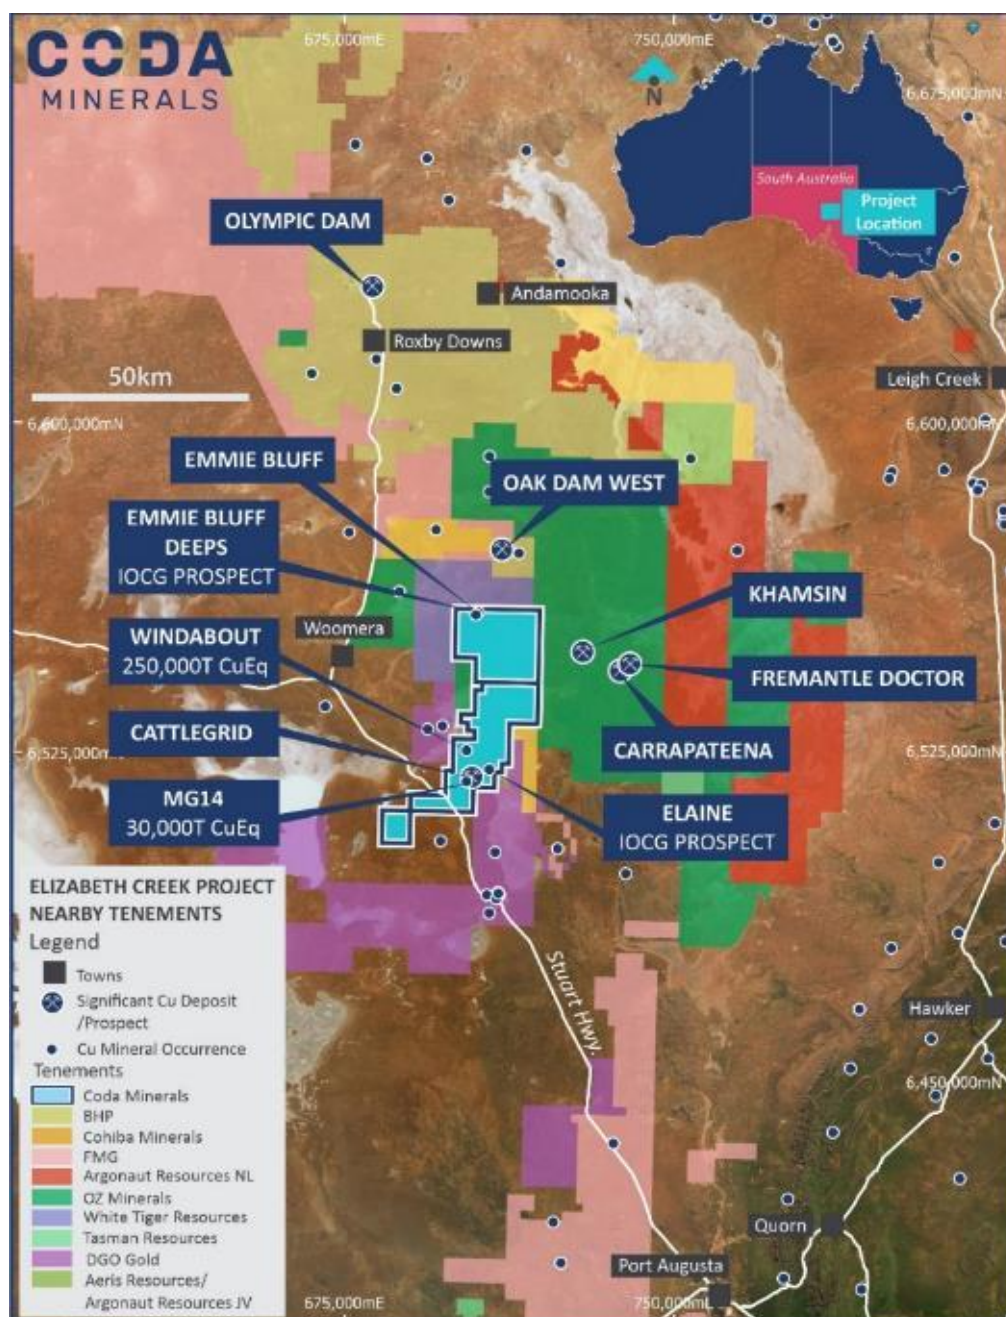 CODA
MINERALS
675,000mE
750,000mE
N
6,675,000mN
South Australia
Project
Location
OLYMPIC DAM
Andamooka
Roxby Downs
50km
Leigh Creek
6,600,000mN
6,600,000mN
EMMIE BLUFF
OAK DAM WEST
EMMIE BLUFF
DEEPS
IOCG PROSPECT
KHAMSIN
Woomera
WINDABOUT
250,000T CuEq
FREMANTLE DOCTOR
CATTLEGRID
CARRAPATEENA
6,525,000mN
6,525,000mN
MG14
30,000T CuEq
ELAINE
IOCG PROSPECT
ELIZABETH CREEK PROJECT
NEARBY TENEMENTS
Legend
Towns
Significant Cu Deposit
/Prospect
Cu Mineral Occurrence
Tenements
Coda Minerals
BHP
Cohiba Minerals
FMG
Argonaut Resources NL
OZ Minerals
White Tiger Resources
Tasman Resources
DGO Gold
Aeris Resources/
Argonaut Resources JV
Stuart Hwy.
Hawker
6,450,000mN
Quorn
Port Augusta
675,000mE
750,000mE